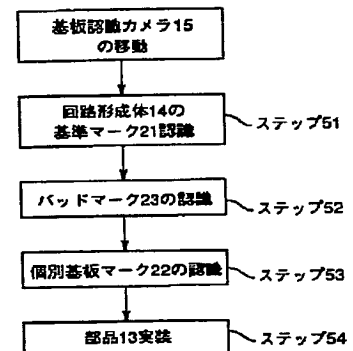 基板認識カメラ15
の移動
回路形成体14の
基準マーク21認識
ステップ51
バッドマーク23の認識
ステップ52
個別基板マーク22の認識
ステップ53
部品13実装
ステップ54